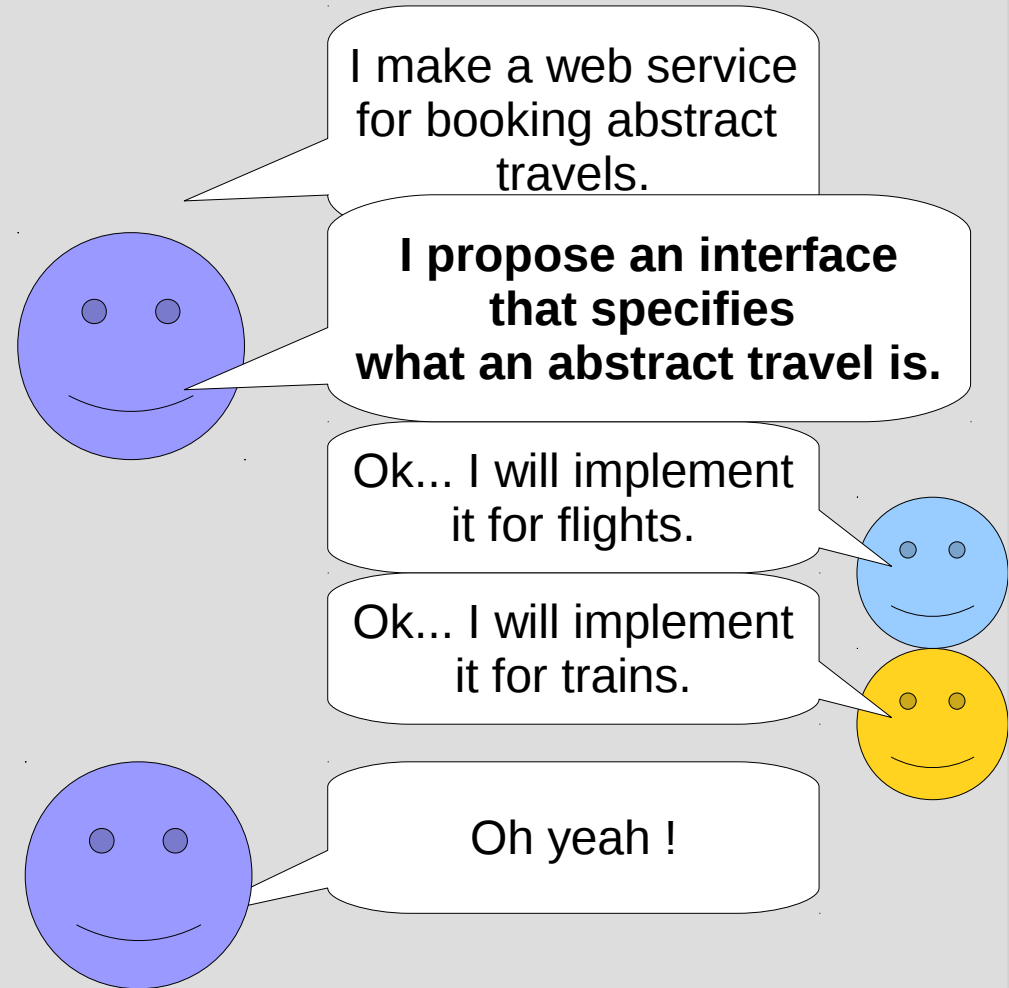 I make a web service
for booking abstract
travels.
I propose an interface
that specifies
what an abstract travel is.
Ok... I will implement
it for flights.
Ok... I will implement
it for trains.
Oh yeah !